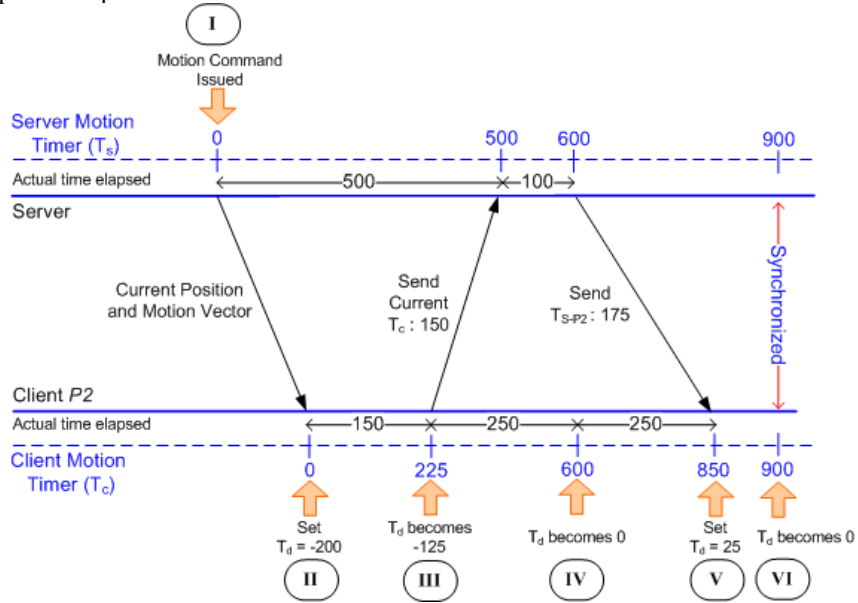 I
Motion Command
Issued
Server Motion
Timer (Ts)
0
500
600
900
Actual time elapsed
500
100
Server
Current Position
and Motion Vector
Send
Current
Tc : 150
Send
TS-P2 : 175
Synchronized
Client P2
Actual time elapsed
150
250
250
Client Motion
Timer (Tc)
0
225
600
850
900
Set
Td = -200
Td becomes
-125
Td becomes 0
Set
Td = 25
Td becomes 0
II
III
IV
V
VI